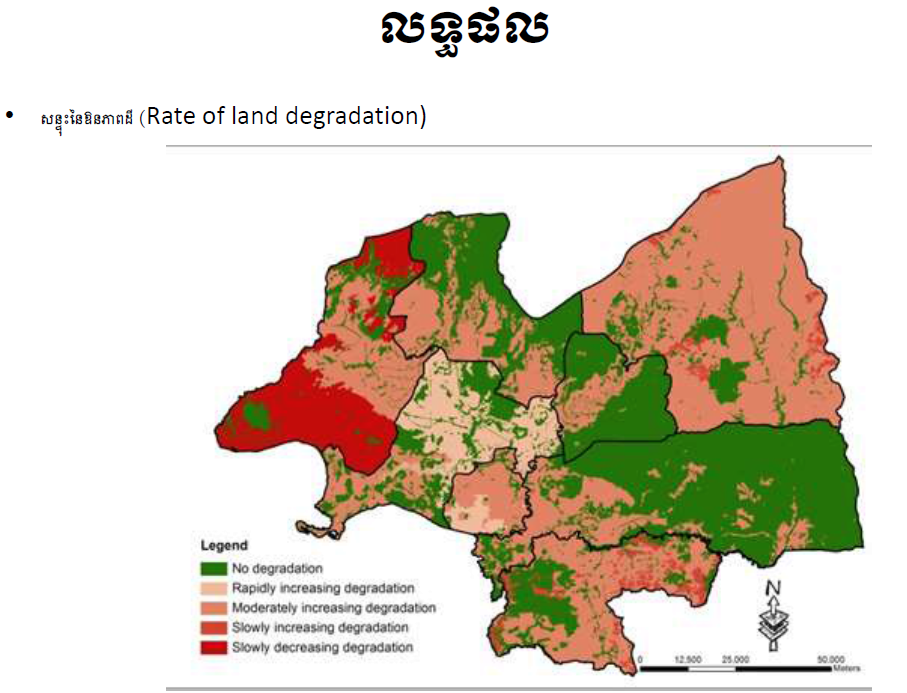 លទ្ធផល
• សន្ទុះនៃឱនភាពដី (Rate of land degradation)
Legend
No degradation
Rapidly increasing degradation
Moderately increasing degradation
Slowly increasing degradation
Slowly decreasing degradation
N
0 12,500 25,000 50,000
Meters